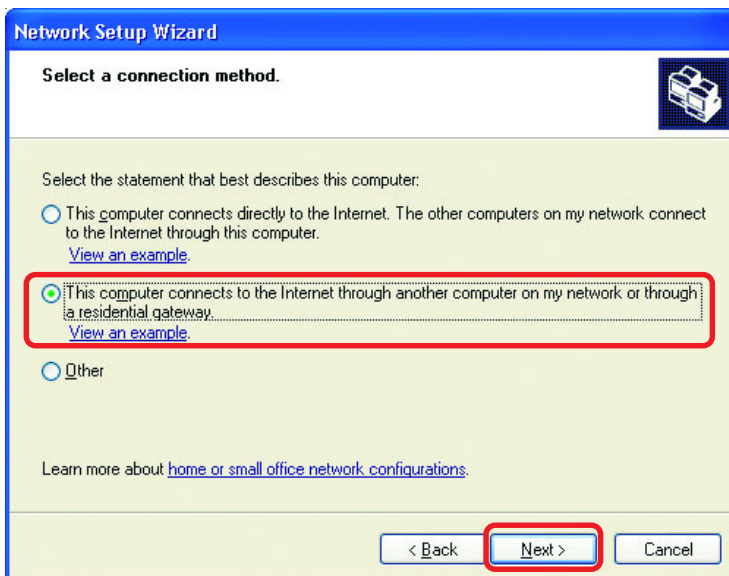 Network Setup Wizard
Select a connection method.
Select the statement that best describes this computer:
This computer connects directly to the Internet. The other computers on my network connect
to the Internet through this computer.
View an example.
This computer connects to the Internet through another computer on my network or through
a residential gateway.
View an example.
Other
Learn more about home or small office network configurations.
< Back
Next >
Cancel